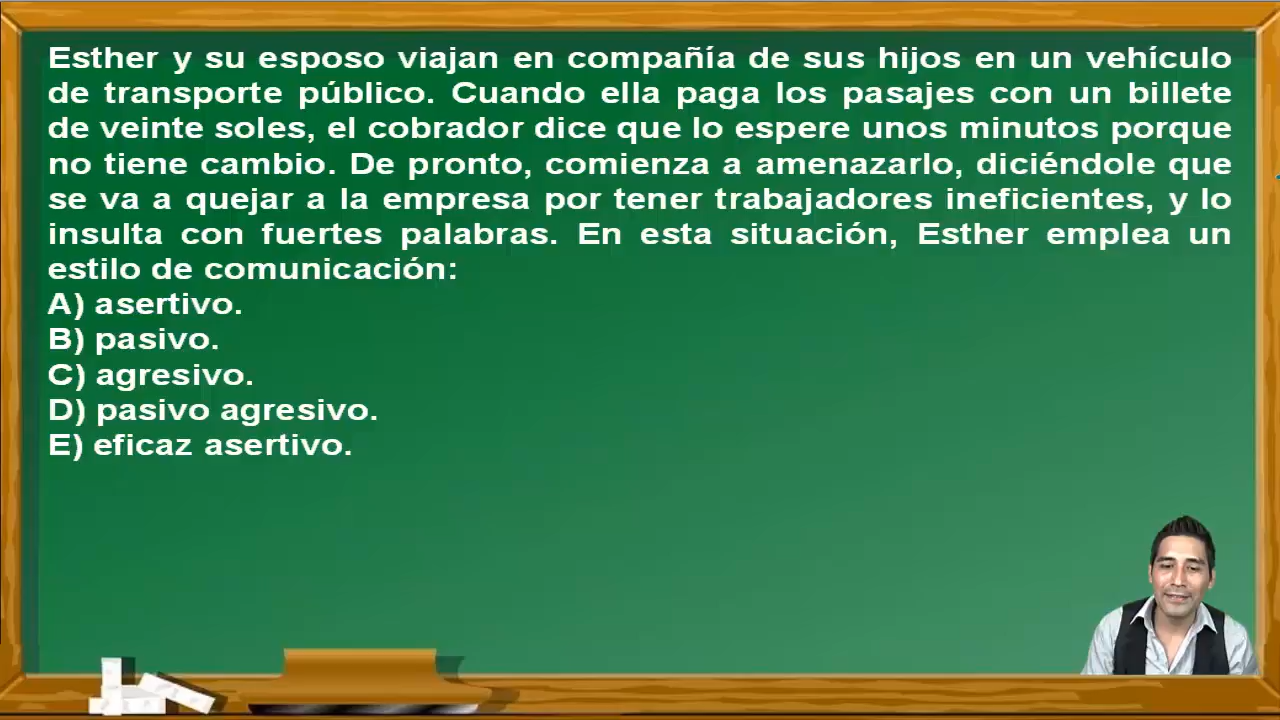 Esther y su esposo viajan en compañía de sus hijos en un vehículo
de transporte público. Cuando ella paga los pasajes con un billete
de veinte soles, el cobrador dice que lo espere unos minutos porque
no tiene cambio. De pronto, comienza a amenazarlo, diciéndole que
se va a quejar a la empresa por tener trabajadores ineficientes, y lo
insulta con fuertes palabras. En esta situación, Esther emplea un
estilo de comunicación:
A) asertivo.
B) pasivo.
C) agresivo.
D) pasivo agresivo.
E) eficaz asertivo.